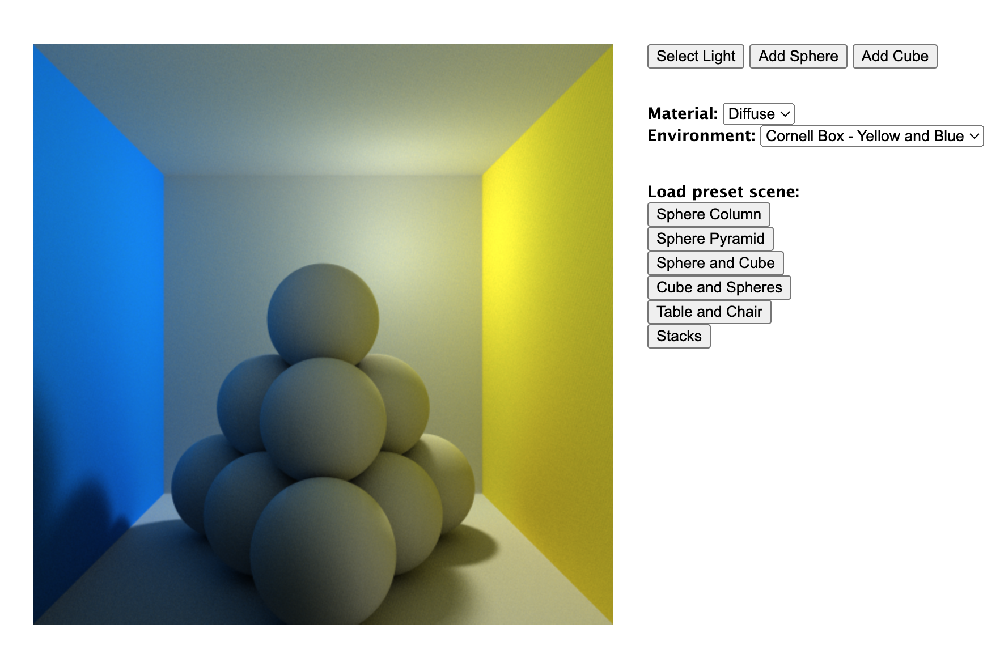 Select Light Add Sphere Add Cube
Material: Diffuse
Environment: Cornell Box - Yellow and Blue
Load preset scene:
Sphere Column
Sphere Pyramid
Sphere and Cube
Cube and Spheres
Table and Chair
Stacks